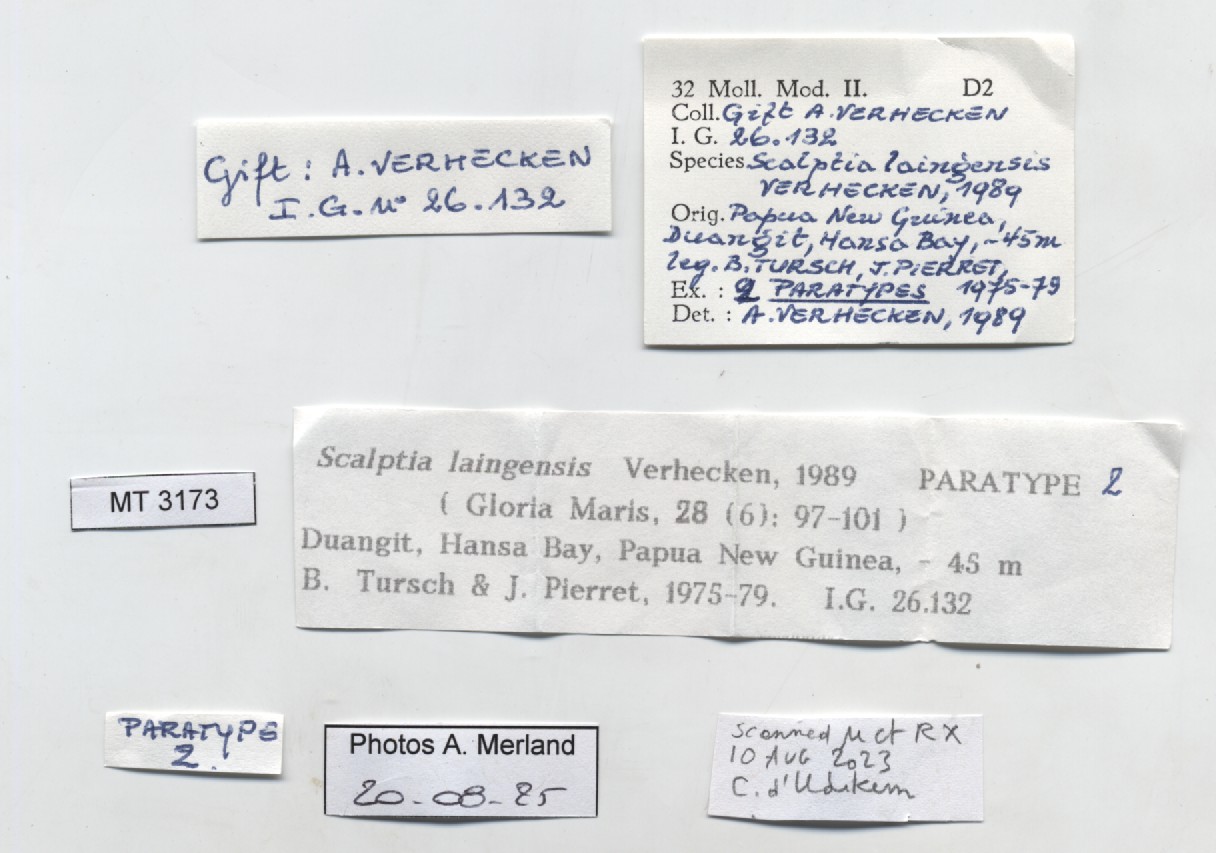 Gift : A. VERHECKEN
I.G. n° 26.132
32 Moll. Mod. II. D2
Coll. Gift A. VERHECKEN
I. G. 26.132
Species Scalptia laingensis
VERHECKEN, 1989
Orig. Papua New Guinea,
Duangit, Hansa Bay, -45m
leg. B. TURSCH, J. PIERRET,
Ex. : 2 PARATYPES 1975-79
Det. : A. VERHECKEN, 1989
MT 3173
Scalptia laingensis Verhecken, 1989 PARATYPE 2
( Gloria Maris, 28 (6): 97-101 )
Duangit, Hansa Bay, Papua New Guinea, - 45 m
B. Tursch & J. Pierret, 1975-79. I.G. 26.132
PARATYPE
2.
Photos A. Merland
20-08-25
Scanned µ ct RX
10 AUG 2023
C. d'Udekem